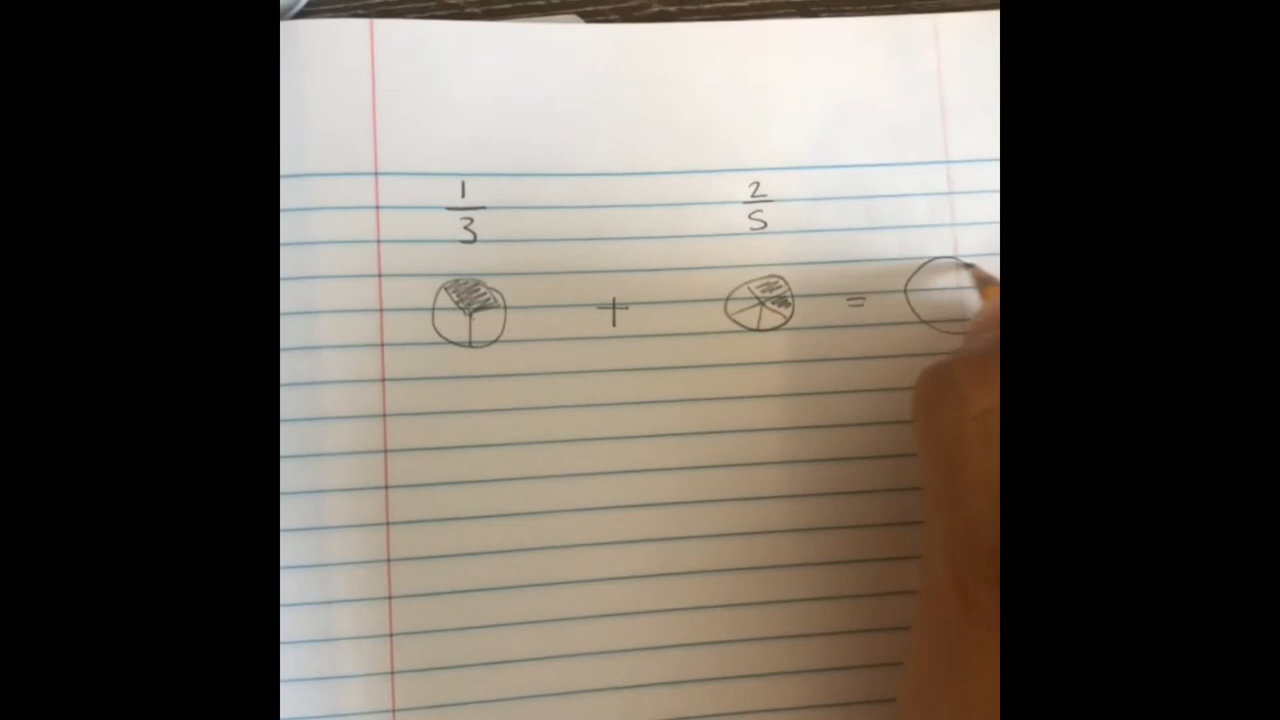 1/3 2/5
+ =